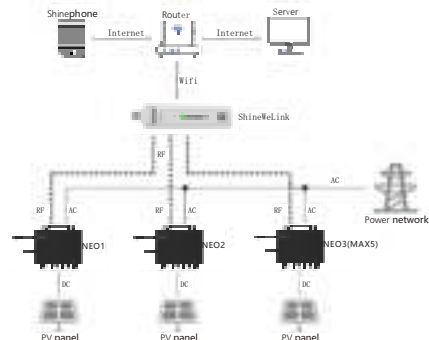 Shinephone
Router
Server
Internet
Internet
Wifi
ShineWeLink
RF
AC
RF
AC
RF
AC
RF
AC
Power network
NEO1
NEO2
NEO3(MAX5)
DC
DC
DC
PV panel
PV panel
PV panel